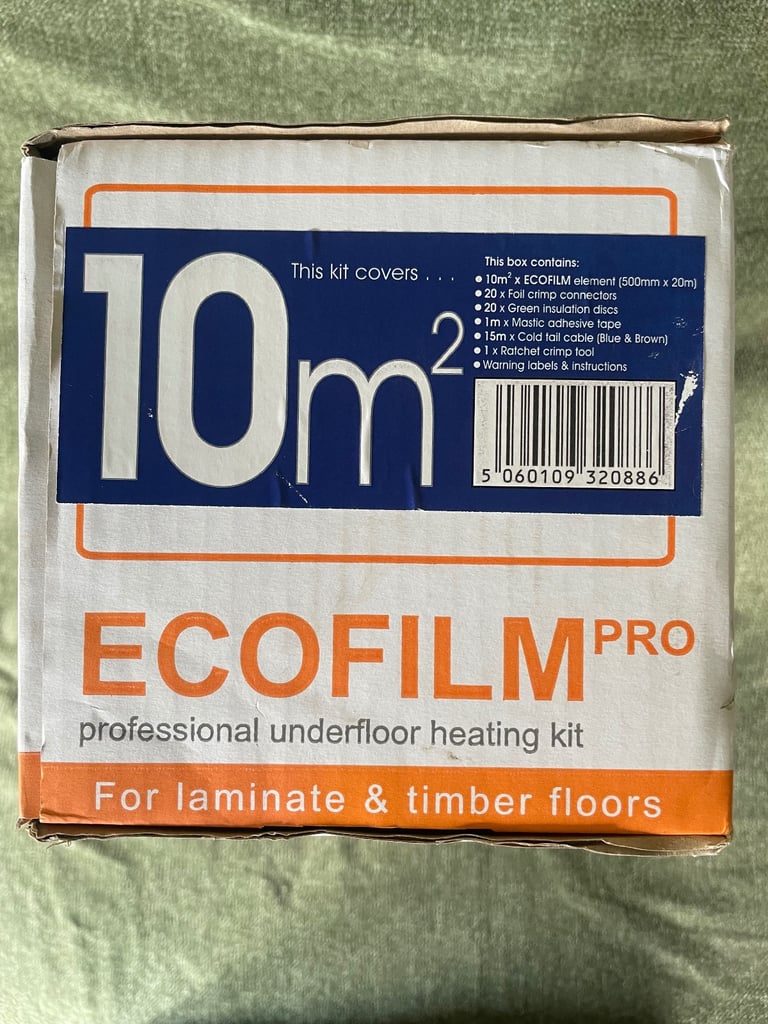 10m²
This kit covers . . .
This box contains:
● 10m² x ECOFILM element (500mm x 20m)
● 20 x Foil crimp connectors
● 20 x Green insulation discs
● 1m x Mastic adhesive tape
● 15m x Cold tail cable (Blue & Brown)
● 1 x Ratchet crimp tool
● Warning labels & instructions
5 060109 320886
ECOFILM PRO
professional underfloor heating kit
For laminate & timber floors